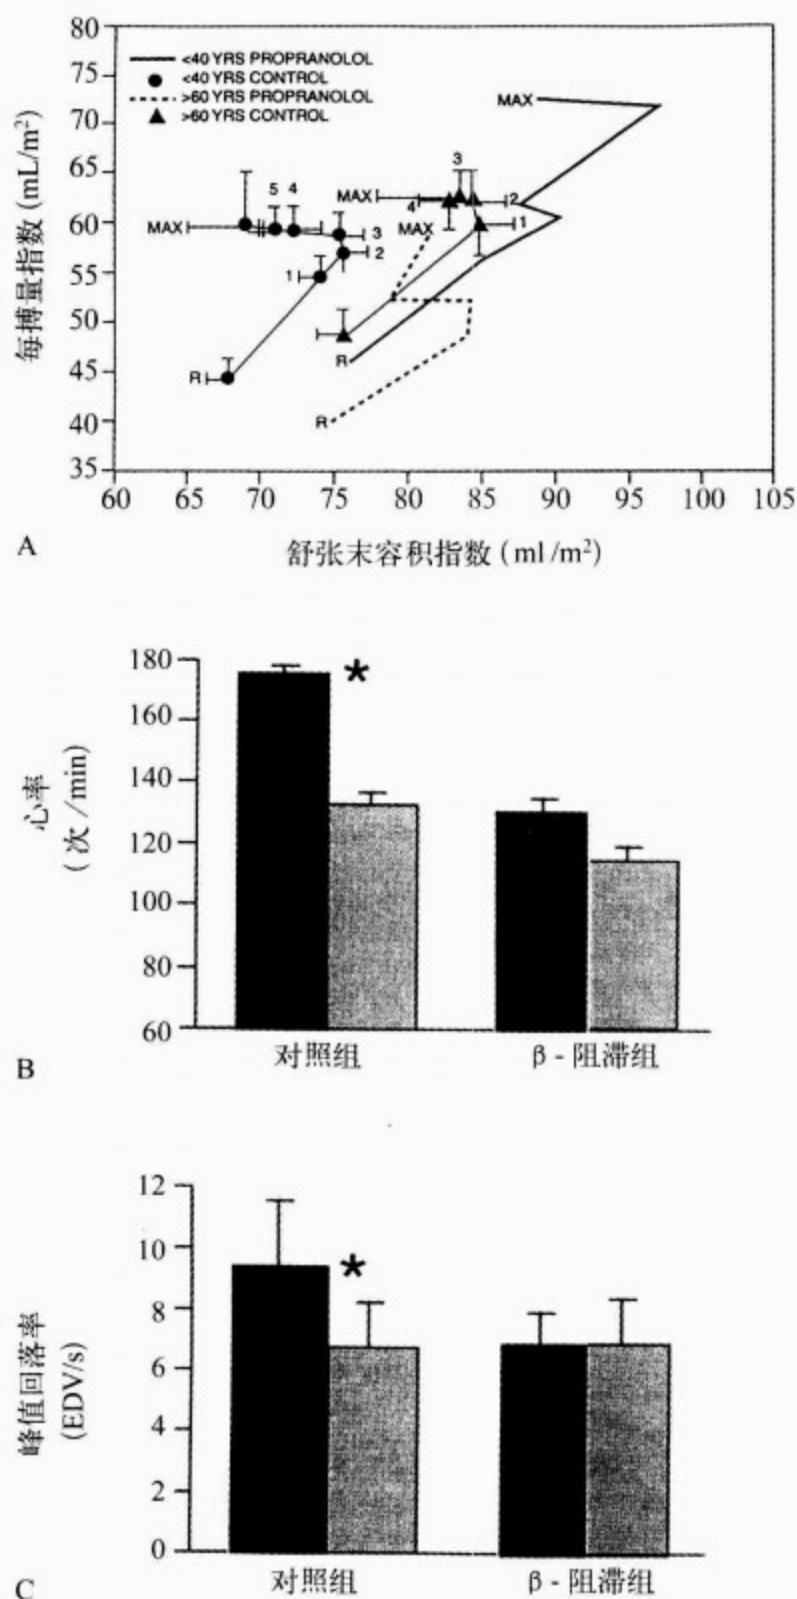 80
75
70
65
60
55
50
45
40
35
每搏量指数 (mL/m²)
<40 YRS PROPRANOLOL
<40 YRS CONTROL
>60 YRS PROPRANOLOL
>60 YRS CONTROL
MAX
MAX
3
2
4
MAX
1
MAX
5 4
3
2
1
R
R
R
60 65 70 75 80 85 90 95 100 105
A
舒张末容积指数 (ml/m²)
180
160
140
120
100
80
60
心率
(次/min)
★
对照组 β-阻滞组
B
12
10
8
6
4
2
0
峰值回落率
(EDV/s)
★
对照组 β-阻滞组
C